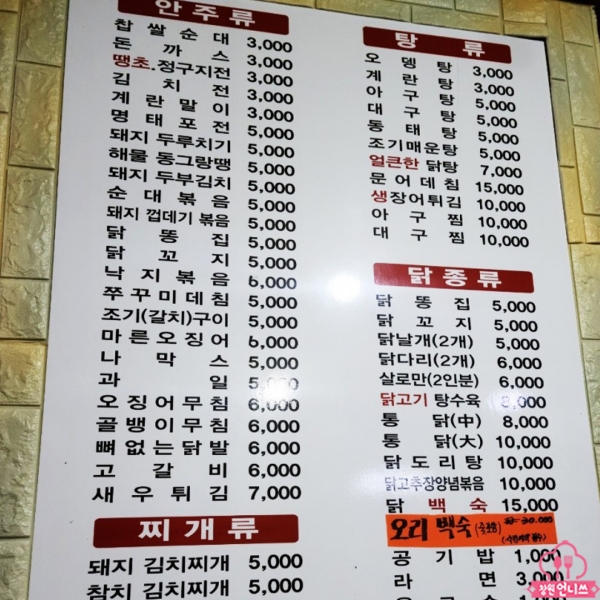 안주류
찹쌀순대 3,000
돈까스 3,000
땡초.정구지전 3,000
김치전 3,000
계란말이 3,000
명태포전 5,000
돼지 두루치기 5,000
해물 동그랑땡 5,000
돼지 두부김치 5,000
순대볶음 5,000
돼지 껍데기 볶음 5,000
닭똥집 5,000
닭꼬지 5,000
낙지볶음 6,000
쭈꾸미데침 5,000
조기(갈치)구이 5,000
마른오징어 6,000
나막스 5,000
과일 5,000
오징어무침 6,000
골뱅이무침 6,000
뼈없는닭발 6,000
고갈비 6,000
새우튀김 7,000
찌개류
돼지 김치찌개 5,000
참치 김치찌개 5,000
탕류
오뎅탕 3,000
계란탕 3,000
아구탕 5,000
대구탕 5,000
동태탕 5,000
조기매운탕 5,000
얼큰한 닭탕 7,000
문어데침 15,000
생장어튀김 10,000
아구찜 10,000
대구찜 10,000
닭종류
닭똥집 5,000
닭꼬지 5,000
닭날개(2개) 5,000
닭다리(2개) 6,000
살로만(2인분) 6,000
닭고기 탕수육 8,000
통닭(中) 8,000
통닭(大) 10,000
닭도리탕 10,000
닭고추장양념볶음 10,000
닭백숙 15,000
오리 백숙 30.000
공기밥 1,000
라면 3,000
창원언니쓰